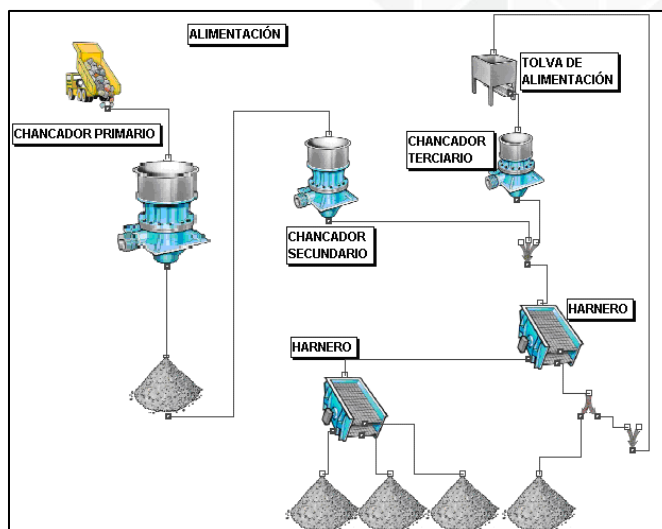 ALIMENTACIÓN
TOLVA DE
ALIMENTACIÓN
CHANCADOR PRIMARIO
CHANCADOR
TERCIARIO
CHANCADOR
SECUNDARIO
HARNERO
HARNERO